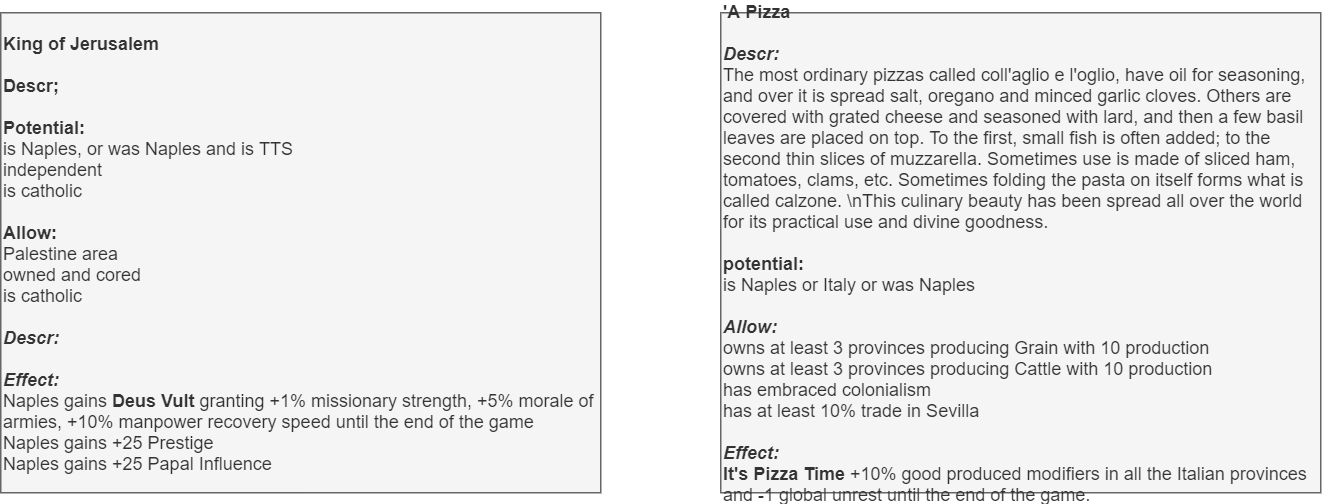 King of Jerusalem
Descr;
Potential:
is Naples, or was Naples and is TTS
independent
is catholic
Allow:
Palestine area
owned and cored
is catholic
Descr:
Effect:
Naples gains Deus Vult granting +1% missionary strength, +5% morale of
armies, +10% manpower recovery speed until the end of the game
Naples gains +25 Prestige
Naples gains +25 Papal Influence
'A Pizza
Descr:
The most ordinary pizzas called coll'aglio e l'oglio, have oil for seasoning,
and over it is spread salt, oregano and minced garlic cloves. Others are
covered with grated cheese and seasoned with lard, and then a few basil
leaves are placed on top. To the first, small fish is often added; to the
second thin slices of muzzarella. Sometimes use is made of sliced ham,
tomatoes, clams, etc. Sometimes folding the pasta on itself forms what is
called calzone. \nThis culinary beauty has been spread all over the world
for its practical use and divine goodness.
potential:
is Naples or Italy or was Naples
Allow:
owns at least 3 provinces producing Grain with 10 production
owns at least 3 provinces producing Cattle with 10 production
has embraced colonialism
has at least 10% trade in Sevilla
Effect:
It's Pizza Time +10% good produced modifiers in all the Italian provinces
and -1 global unrest until the end of the game.